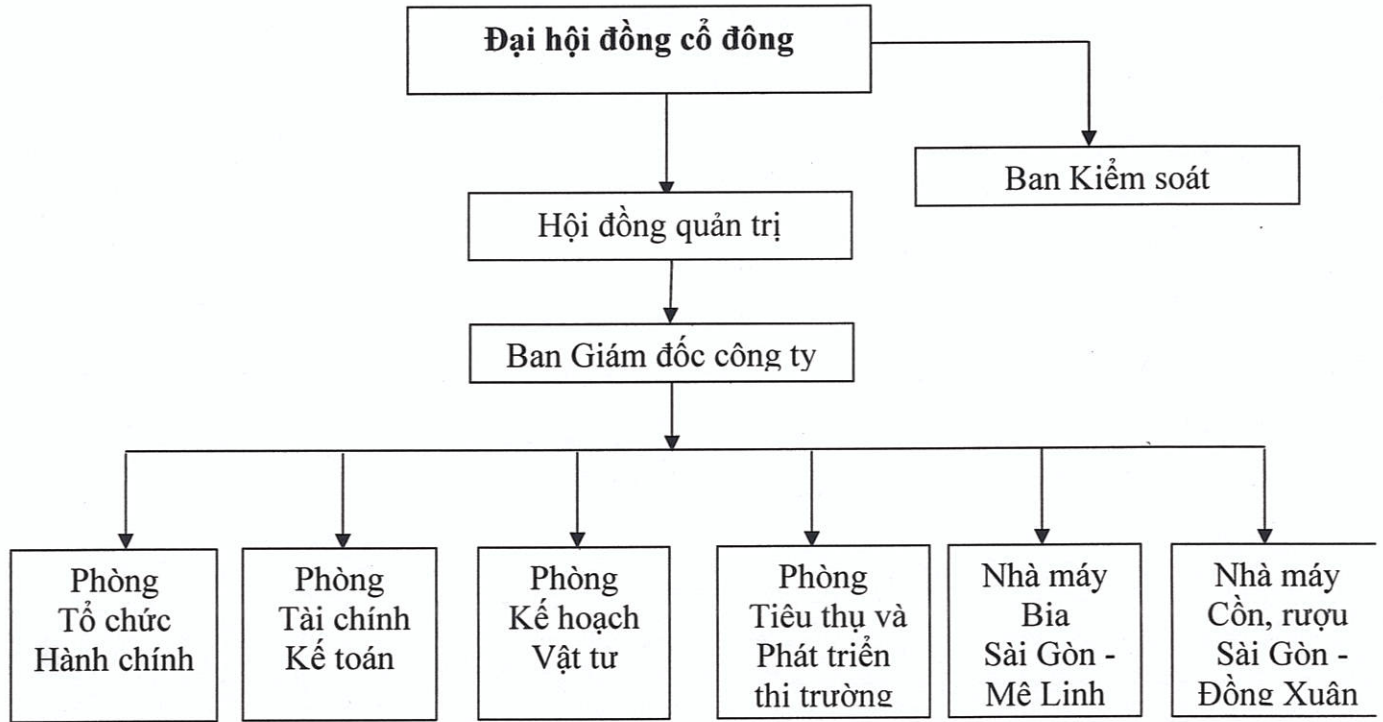 Đại hội đồng cổ đông
Ban Kiểm soát
Hội đồng quản trị
Ban Giám đốc công ty
Phòng
Tổ chức
Hành chính
Phòng
Tài chính
Kế toán
Phòng
Kế hoạch
Vật tư
Phòng
Tiêu thụ và
Phát triển
thị trường
Nhà máy
Bia
Sài Gòn -
Mê Linh
Nhà máy
Cồn, rượu
Sài Gòn -
Đồng Xuân